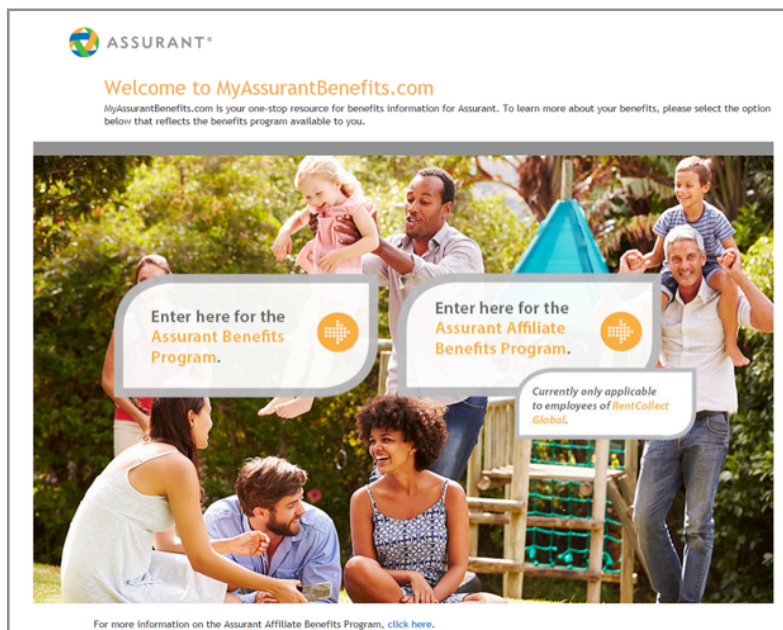 ASSURANT®
Welcome to MyAssurantBenefits.com
MyAssurantBenefits.com is your one-stop resource for benefits information for Assurant. To learn more about your benefits, please select the option
below that reflects the benefits program available to you.
Enter here for the
Assurant Benefits
Program.
Enter here for the
Assurant Affiliate
Benefits Program.
Currently only applicable
to employees of RentCollect
Global.
For more information on the Assurant Affiliate Benefits Program, click here.